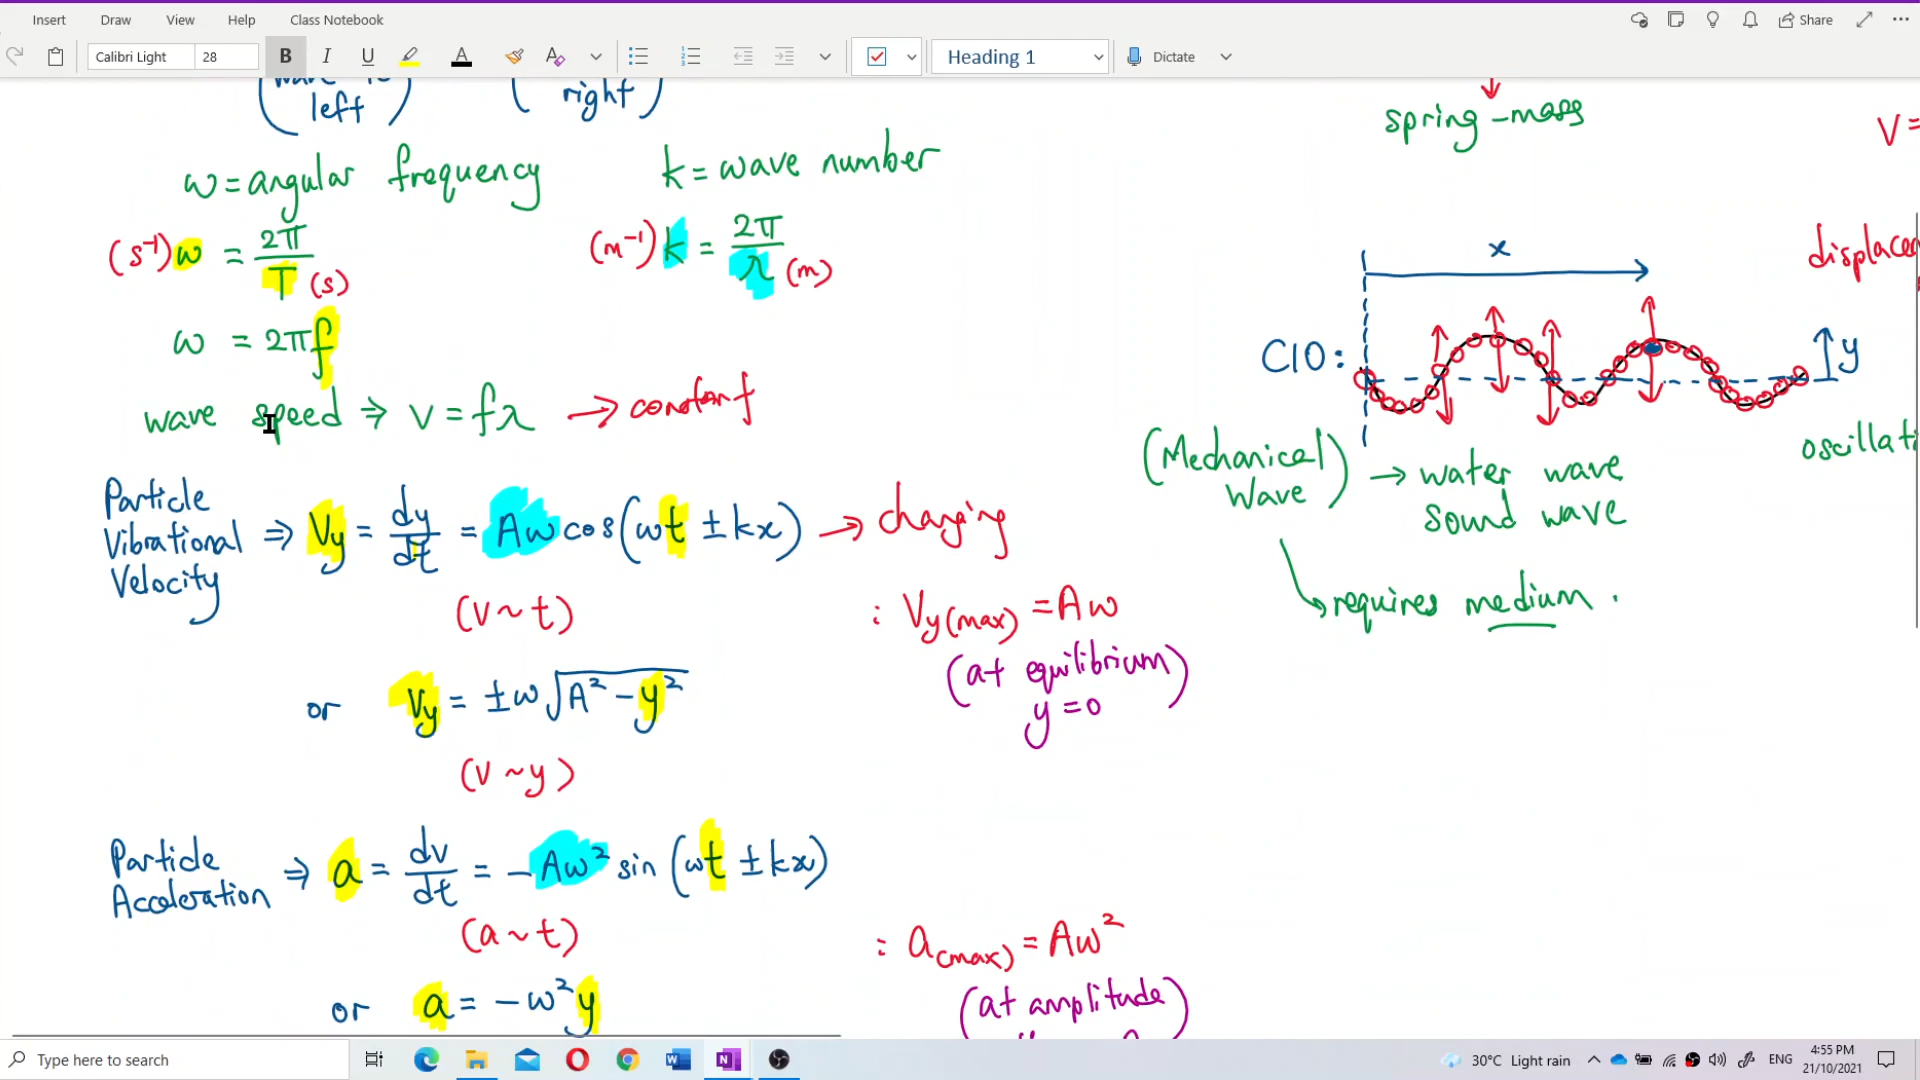 Insert Draw View Help Class Notebook
Share
Calibri Light 28 B I U A Heading 1 Dictate
left
right
spring-mass
V=
ω = angular frequency
k = wave number
(s⁻¹) ω = 2π/T (s)
(m⁻¹) k = 2π/λ (m)
ω = 2πf
wave speed ⇒ v = fλ → constant
Particle
Vibrational
Velocity
⇒ Vy = dy/dt = Aω cos(ωt ± kx) → changing
(v ~ t)
: Vy(max) = Aω
(at equilibrium)
y = 0
or Vy = ±ω√(A² − y²)
(v ~ y)
Particle
Acceleration
⇒ a = dv/dt = −Aω² sin(ωt ± kx)
(a ~ t)
: a(max) = Aω²
(at amplitude)
or a = −ω²y
x
C10:
y
(Mechanical
Wave)
→ water wave
sound wave
requires medium.
Type here to search
30°C Light rain
ENG
4:55 PM
21/10/2021